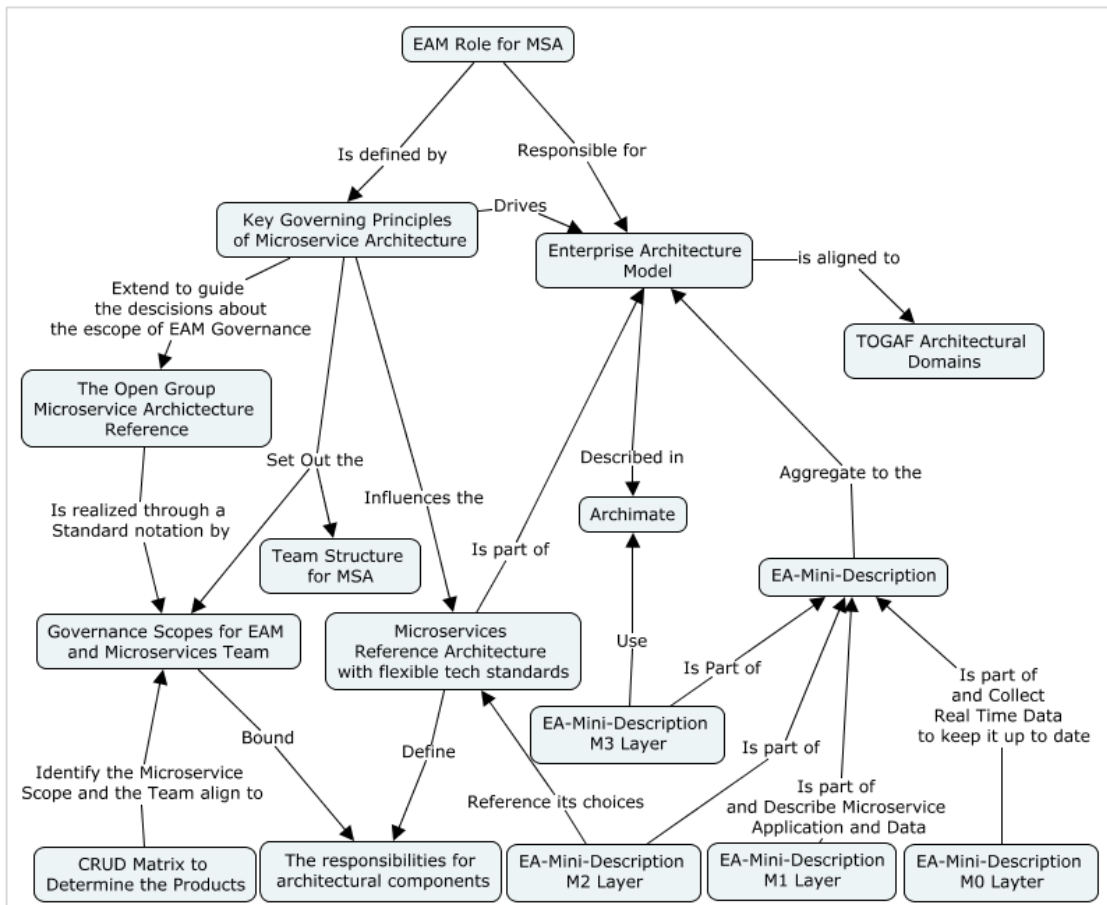 EAM Role for MSA
Is defined by
Responsible for
Key Governing Principles
of Microservice Architecture
Drives
Enterprise Architecture
Model
is aligned to
Extend to guide
the descisions about
the escope of EAM Governance
TOGAF Architectural
Domains
The Open Group
Microservice Archictecture
Reference
Set Out the
Described in
Aggregate to the
Influences the
Is realized through a
Standard notation by
Archimate
Is part of
Team Structure
for MSA
EA-Mini-Description
Governance Scopes for EAM
and Microservices Team
Microservices
Reference Architecture
with flexible tech standards
Use
Is Part of
Is part of
and Collect
Real Time Data
to keep it up to date
EA-Mini-Description
M3 Layer
Bound
Define
Is part of
Identify the Microservice
Scope and the Team align to
Reference its choices
Is part of
and Describe Microservice
Application and Data
CRUD Matrix to
Determine the Products
The responsibilities for
architectural components
EA-Mini-Description
M2 Layer
EA-Mini-Description
M1 Layer
EA-Mini-Description
M0 Layter